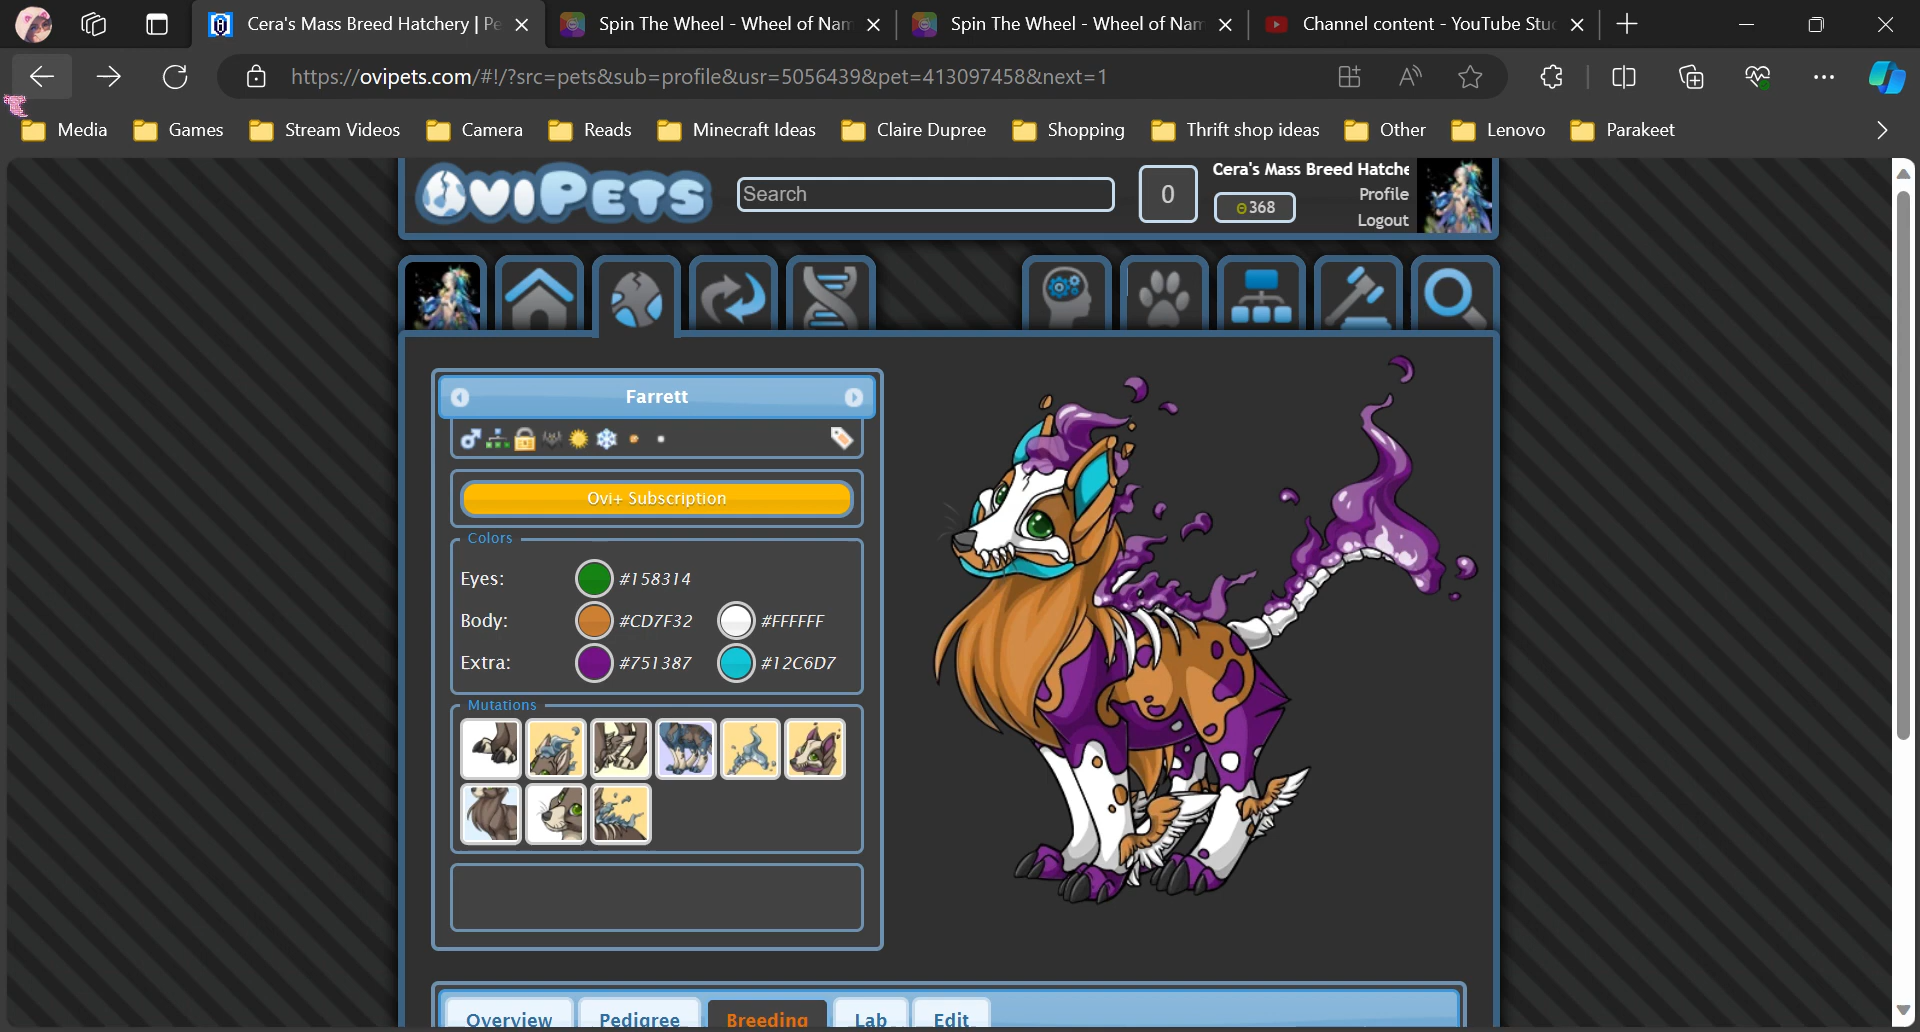 Cera's Mass Breed Hatchery | Pe
Spin The Wheel - Wheel of Nam
Spin The Wheel - Wheel of Nam
Channel content - YouTube Stu
https://ovipets.com/#!/?src=pets&sub=profile&usr=5056439&pet=413097458&next=1
Media
Games
Stream Videos
Camera
Reads
Minecraft Ideas
Claire Dupree
Shopping
Thrift shop ideas
Other
Lenovo
Parakeet
OviPets
Search
0
Cera's Mass Breed Hatche
368
Profile
Logout
Farrett
Ovi+ Subscription
Colors
Eyes: #158314
Body: #CD7F32 #FFFFFF
Extra: #751387 #12C6D7
Mutations
Overview Pedigree Breeding Lab Edit